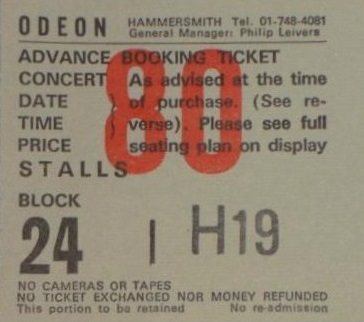 ODEON HAMMERSMITH Tel. 01-748-4081
General Manager: Philip Leivers
ADVANCE BOOKING TICKET
CONCERT As advised at the time
DATE of purchase. (See re-
TIME verse). Please see full
PRICE seating plan on display
80
STALLS
BLOCK
24 | H19
NO CAMERAS OR TAPES
NO TICKET EXCHANGED NOR MONEY REFUNDED
This portion to be retained No re-admission